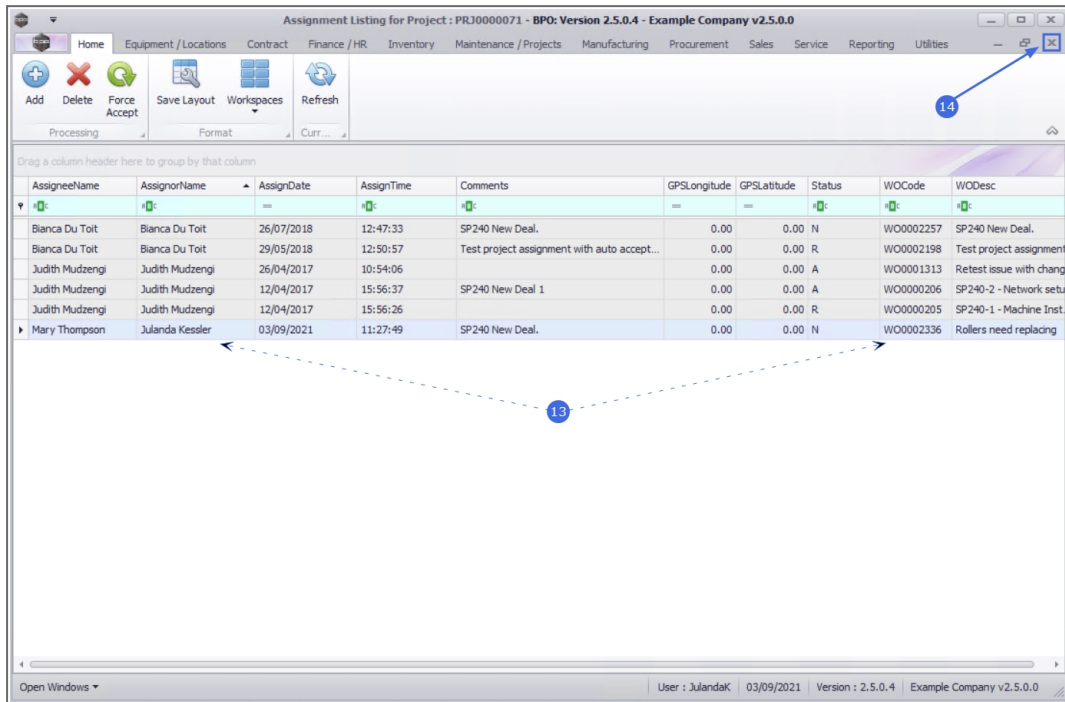 Assignment Listing for Project : PRJ0000071 - BPO: Version 2.5.0.4 - Example Company v2.5.0.0
Home Equipment / Locations Contract Finance / HR Inventory Maintenance / Projects Manufacturing Procurement Sales Service Reporting Utilities
Add Delete Force Accept Save Layout Workspaces Refresh
14
Processing Format Curr...
Drag a column header here to group by that column
AssigneeName AssignorName AssignDate AssignTime Comments GPSLongitude GPSLatitude Status WOCode WODesc
Bianca Du Toit Bianca Du Toit 26/07/2018 12:47:33 SP240 New Deal. 0.00 0.00 N WO0002257 SP240 New Deal.
Bianca Du Toit Bianca Du Toit 29/05/2018 12:50:57 Test project assignment with auto accept... 0.00 0.00 R WO0002198 Test project assignment
Judith Mudzengi Judith Mudzengi 26/04/2017 10:54:06 0.00 0.00 A WO0001313 Retest issue with chang
Judith Mudzengi Judith Mudzengi 12/04/2017 15:56:37 SP240 New Deal 1 0.00 0.00 A WO0000206 SP240-2 - Network setu
Judith Mudzengi Judith Mudzengi 12/04/2017 15:56:26 0.00 0.00 R WO0000205 SP240-1 - Machine Inst.
Mary Thompson Julanda Kessler 03/09/2021 11:27:49 SP240 New Deal. 0.00 0.00 N WO0002336 Rollers need replacing
13
Open Windows User : JulandaK 03/09/2021 Version : 2.5.0.4 Example Company v2.5.0.0